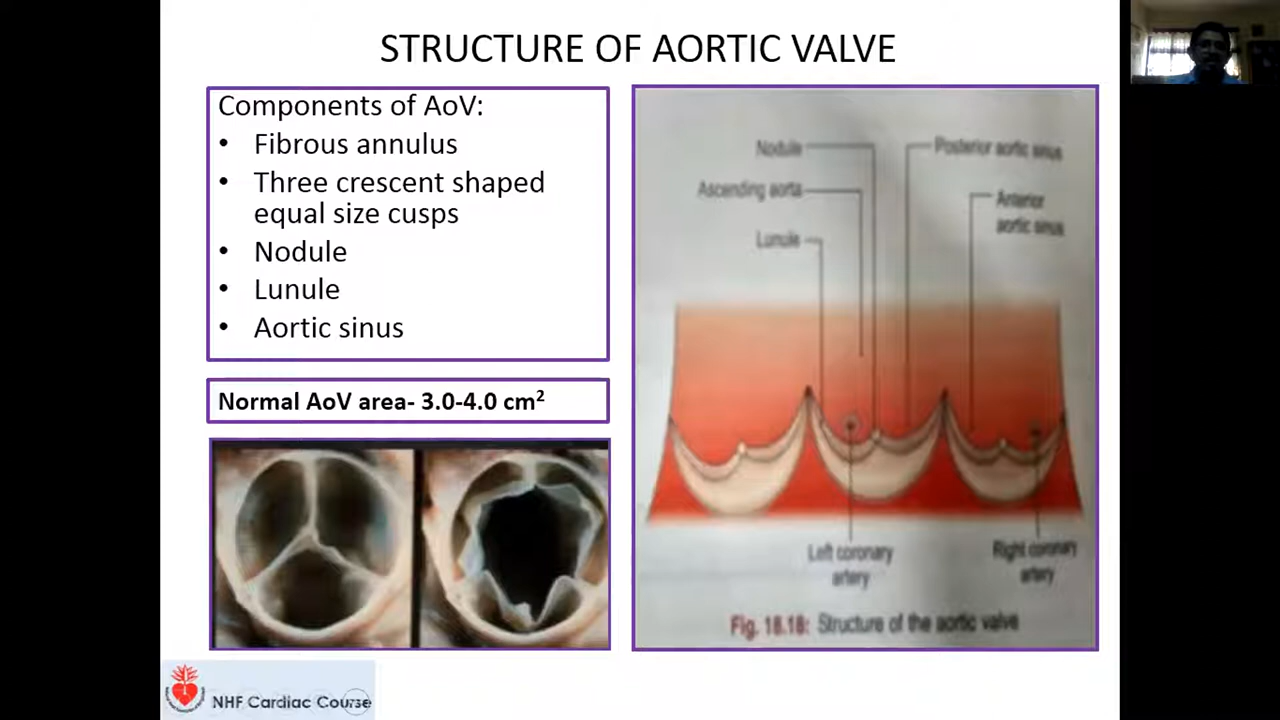 STRUCTURE OF AORTIC VALVE
Components of AoV:
• Fibrous annulus
• Three crescent shaped
equal size cusps
• Nodule
• Lunule
• Aortic sinus
Normal AoV area- 3.0-4.0 cm²
Nodule
Posterior aortic sinus
Ascending aorta
Anterior
aortic sinus
Lunule
Left coronary
artery
Right coronary
artery
Fig. 18.18: Structure of the aortic valve
NHF Cardiac Course